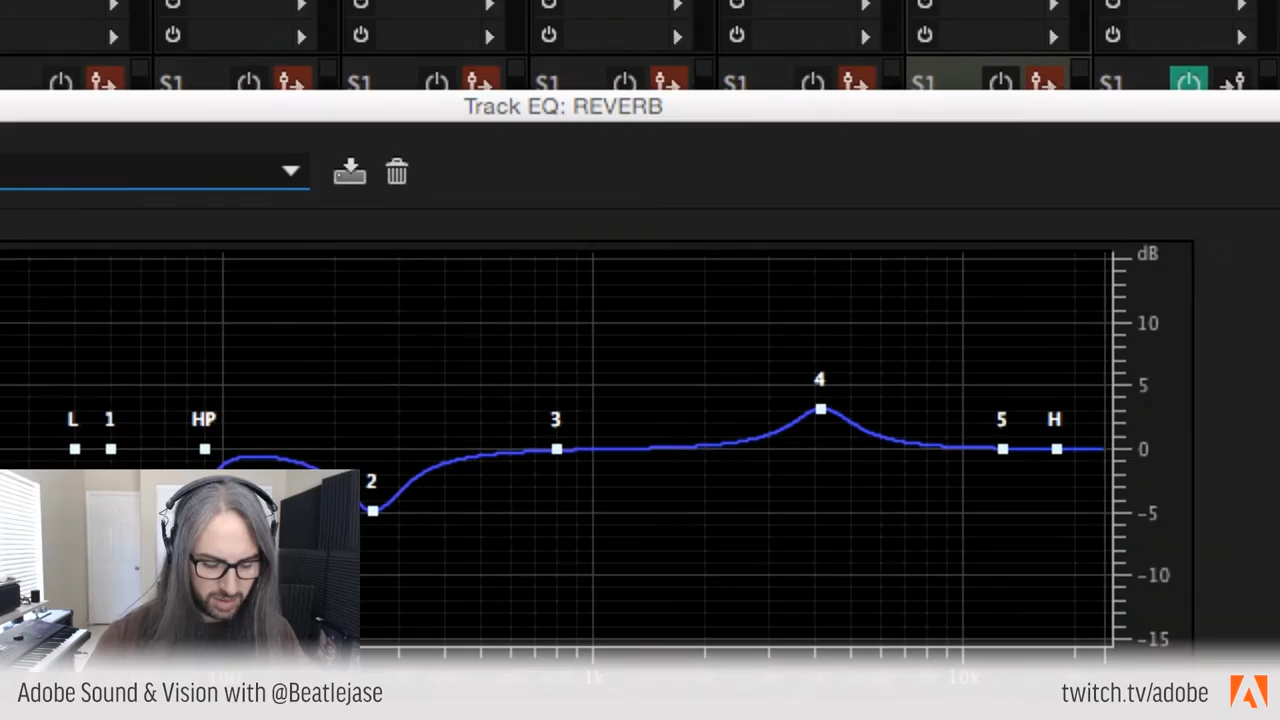 S1 S1 S1 S1 S1 S1
Track EQ: REVERB
dB
10
4
5
L 1 HP 3 5 H
0
2
-5
-10
-15
100 1k 10k
Adobe Sound & Vision with @Beatlejase twitch.tv/adobe